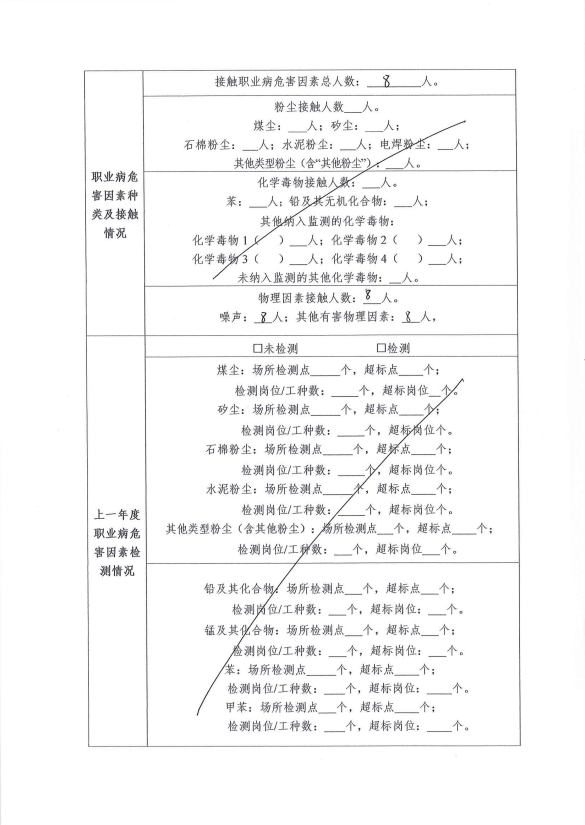 接触职业病危害因素总人数：__8__人。
职业病危
害因素种
类及接触
情况
粉尘接触人数___人。
煤尘：___人；矽尘：___人；
石棉粉尘：___人；水泥粉尘：___人；电焊粉尘：___人；
其他类型粉尘（含“其他粉尘”）：___人。
化学毒物接触人数：___人。
苯：___人；铅及其无机化合物：___人；
其他纳入监测的化学毒物：
化学毒物1（ ）___人；化学毒物2（ ）___人；
化学毒物3（ ）___人；化学毒物4（ ）___人；
未纳入监测的其他化学毒物：__人。
物理因素接触人数：_8_人。
噪声：_8_人；其他有害物理因素：_8_人，
上一年度
职业病危
害因素检
测情况
☐未检测 ☐检测
煤尘：场所检测点____个，超标点____个；
检测岗位/工种数：____个，超标岗位__个。
矽尘：场所检测点____个，超标点____个；
检测岗位/工种数：____个，超标岗位个。
石棉粉尘：场所检测点____个，超标点____个；
检测岗位/工种数：____个，超标岗位个。
水泥粉尘：场所检测点____个，超标点____个；
检测岗位/工种数：____个，超标岗位个。
其他类型粉尘（含其他粉尘）：场所检测点___个，超标点____个；
检测岗位/工种数：___个，超标岗位___个。
铅及其化合物：场所检测点___个，超标点___个；
检测岗位/工种数：___个，超标岗位：___个。
锰及其化合物：场所检测点___个，超标点___个；
检测岗位/工种数：___个，超标岗位：___个。
苯：场所检测点_____个，超标点____个；
检测岗位/工种数：___个，超标岗位：____个。
甲苯：场所检测点____个，超标点____个；
检测岗位/工种数：____个，超标岗位：____个。